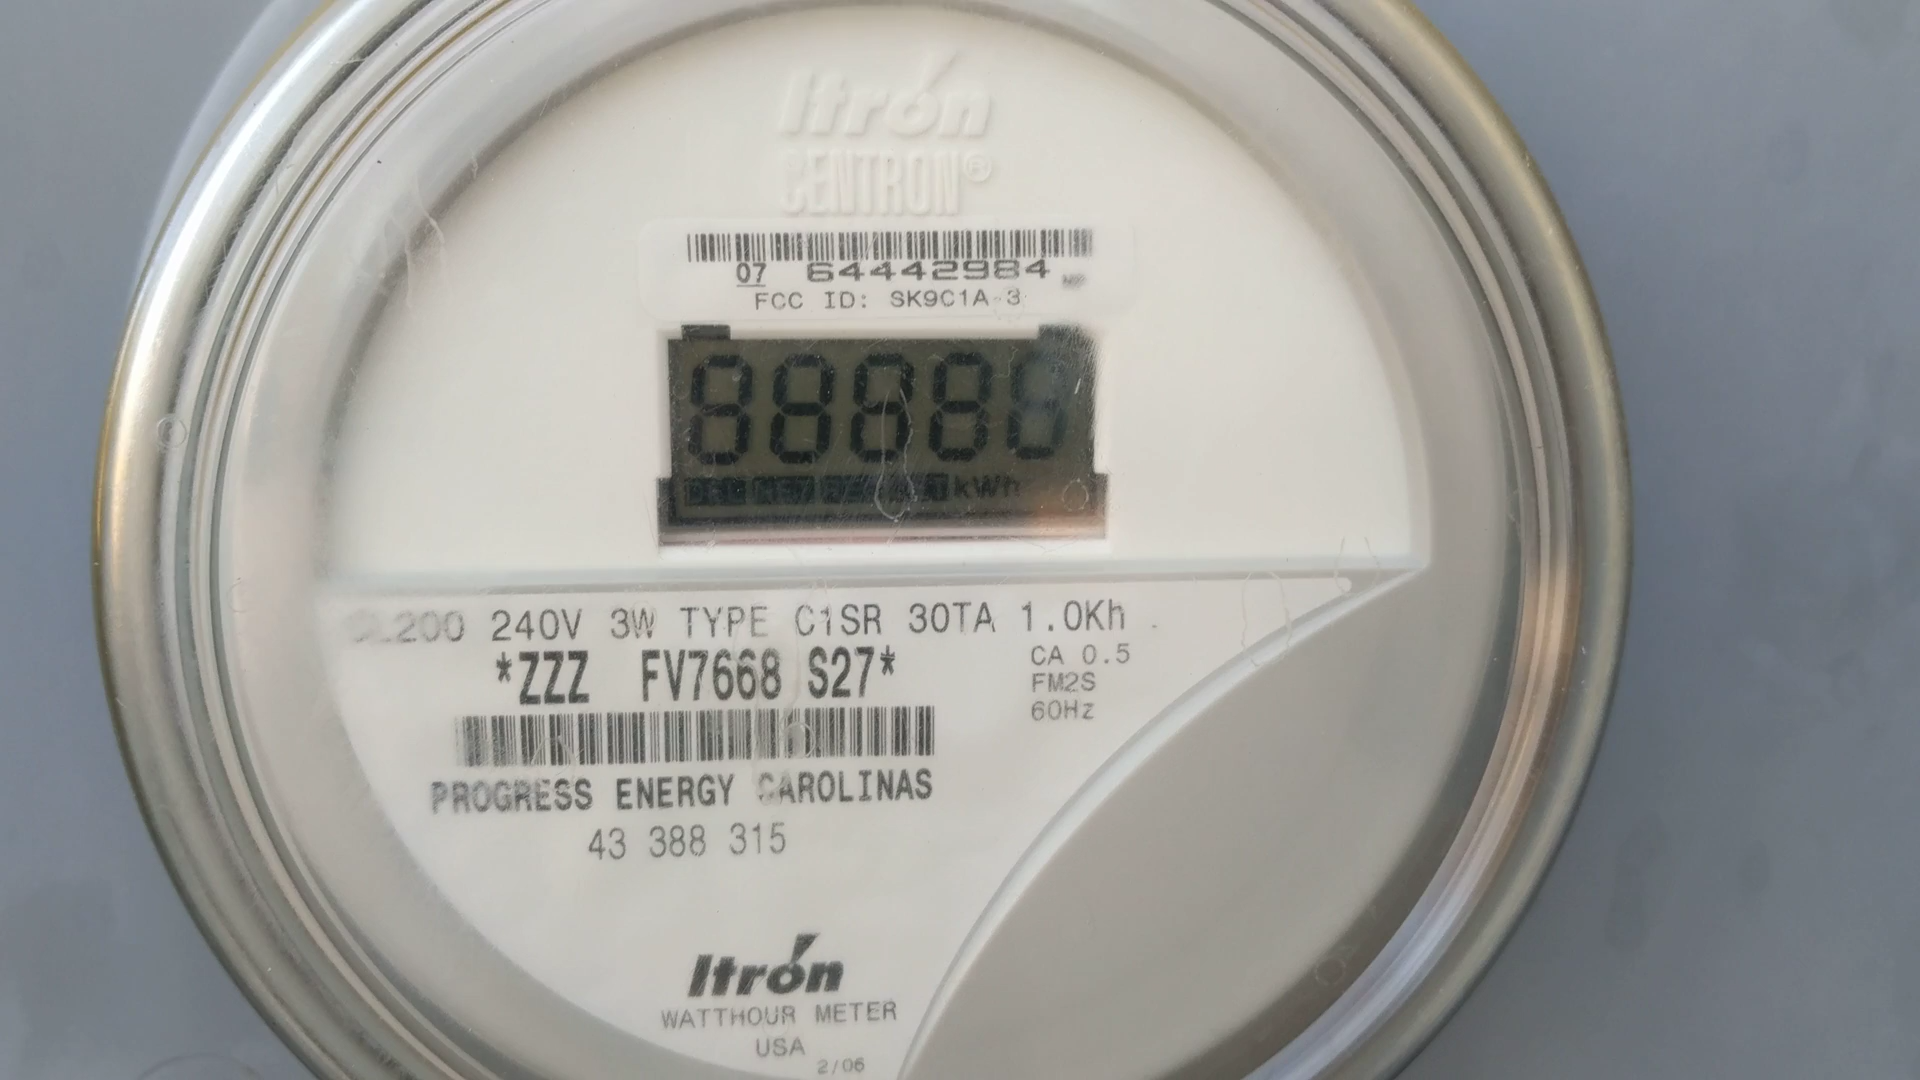 Itron
CENTRON®
07 64442984
FCC ID: SK9C1A-3
88888
kWh
CL200 240V 3W TYPE C1SR 30TA 1.0Kh
*ZZZ FV7668 S27*
CA 0.5
FM2S
60Hz
PROGRESS ENERGY CAROLINAS
43 388 315
Itron
WATTHOUR METER
USA
2/06